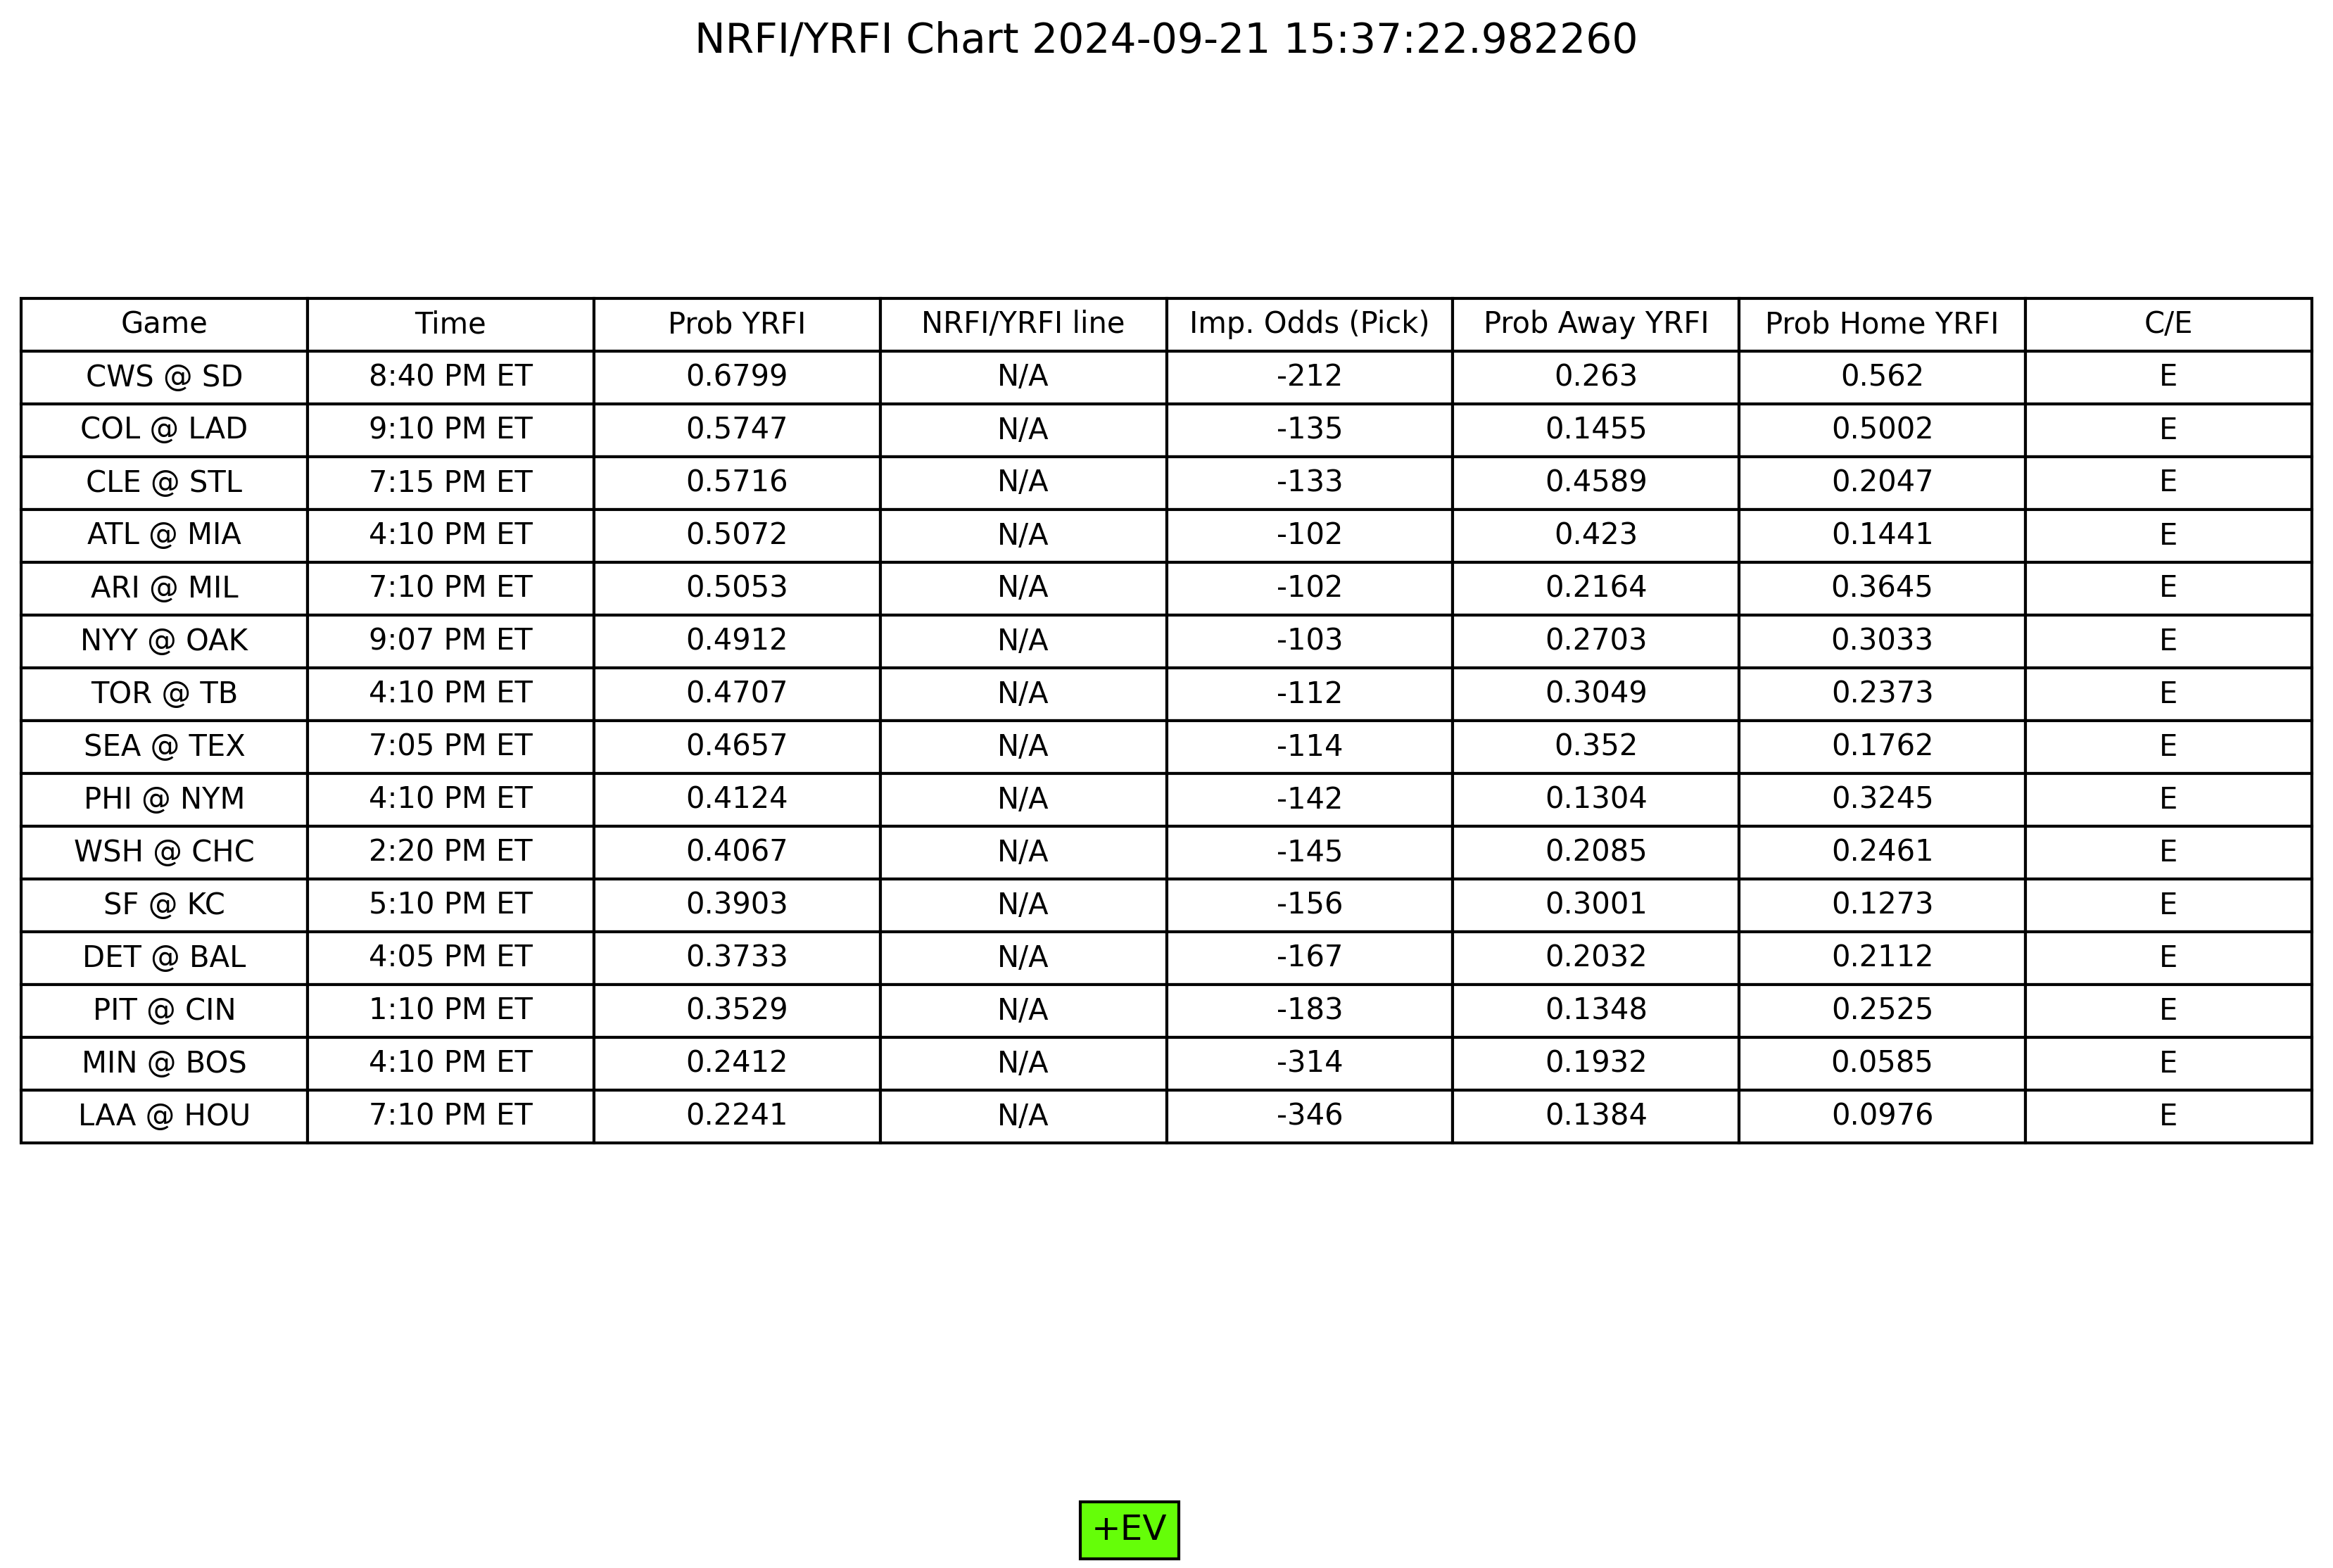 NRFI/YRFI Chart 2024-09-21 15:37:22.982260
Game Time Prob YRFI NRFI/YRFI line Imp. Odds (Pick) Prob Away YRFI Prob Home YRFI C/E
CWS @ SD 8:40 PM ET 0.6799 N/A -212 0.263 0.562 E
COL @ LAD 9:10 PM ET 0.5747 N/A -135 0.1455 0.5002 E
CLE @ STL 7:15 PM ET 0.5716 N/A -133 0.4589 0.2047 E
ATL @ MIA 4:10 PM ET 0.5072 N/A -102 0.423 0.1441 E
ARI @ MIL 7:10 PM ET 0.5053 N/A -102 0.2164 0.3645 E
NYY @ OAK 9:07 PM ET 0.4912 N/A -103 0.2703 0.3033 E
TOR @ TB 4:10 PM ET 0.4707 N/A -112 0.3049 0.2373 E
SEA @ TEX 7:05 PM ET 0.4657 N/A -114 0.352 0.1762 E
PHI @ NYM 4:10 PM ET 0.4124 N/A -142 0.1304 0.3245 E
WSH @ CHC 2:20 PM ET 0.4067 N/A -145 0.2085 0.2461 E
SF @ KC 5:10 PM ET 0.3903 N/A -156 0.3001 0.1273 E
DET @ BAL 4:05 PM ET 0.3733 N/A -167 0.2032 0.2112 E
PIT @ CIN 1:10 PM ET 0.3529 N/A -183 0.1348 0.2525 E
MIN @ BOS 4:10 PM ET 0.2412 N/A -314 0.1932 0.0585 E
LAA @ HOU 7:10 PM ET 0.2241 N/A -346 0.1384 0.0976 E
+EV